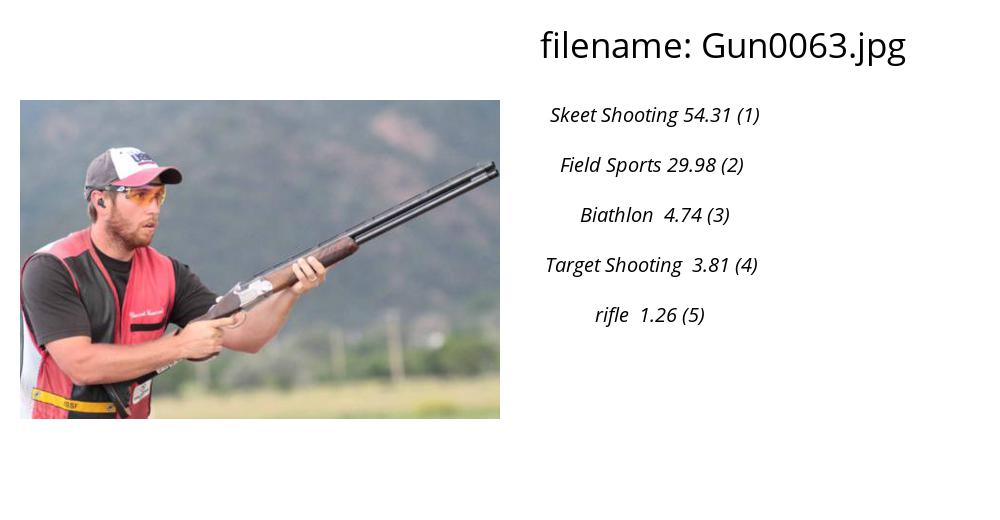 filename: Gun0063.jpg
Skeet Shooting 54.31 (1)
Field Sports 29.98 (2)
Biathlon 4.74 (3)
Target Shooting 3.81 (4)
rifle 1.26 (5)
ISSF